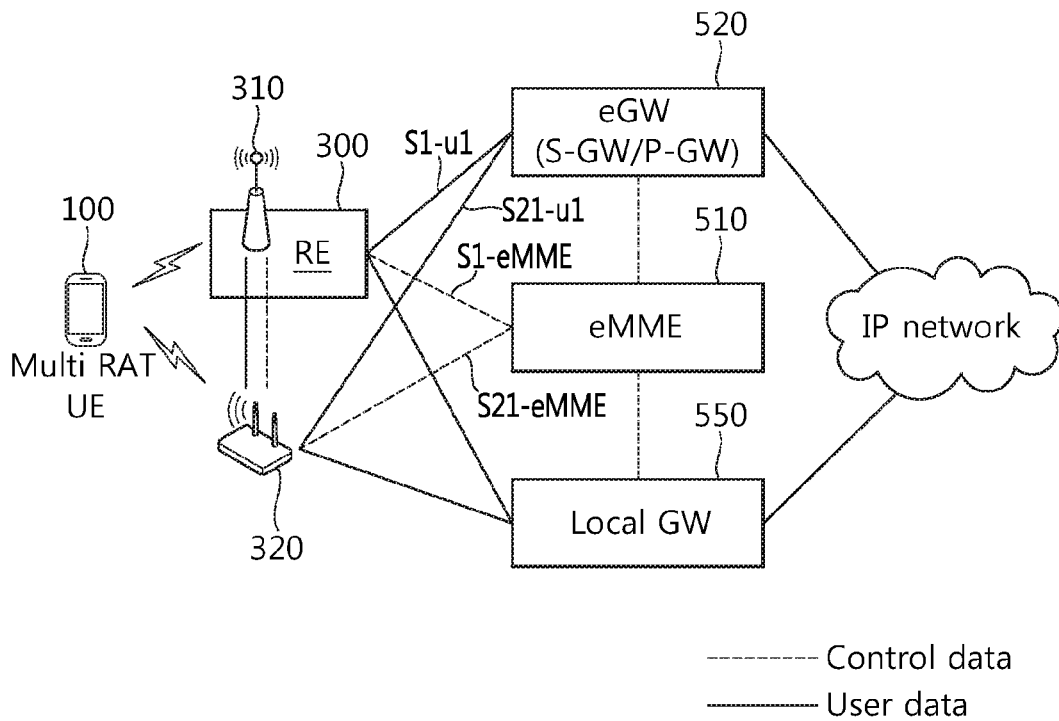 520
310
eGW
(S-GW/P-GW)
300
S1-u1
100
S21-u1
510
RE
S1-eMME
eMME
IP network
Multi RAT
UE
S21-eMME
550
Local GW
320
Control data
User data